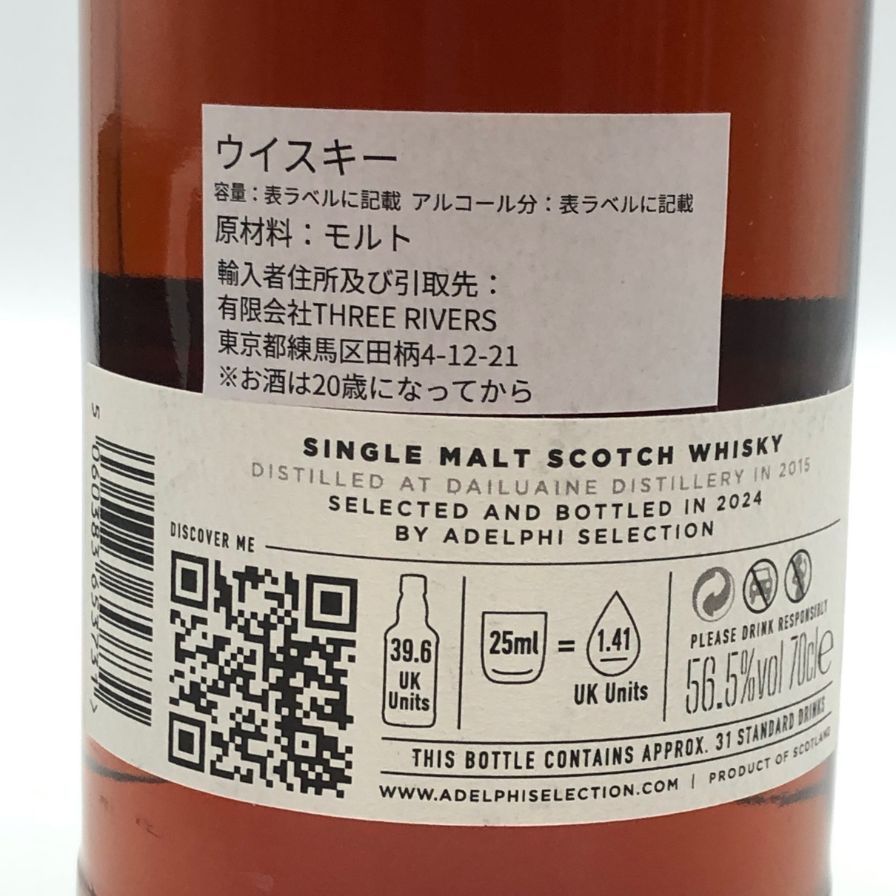 ウイスキー
容量：表ラベルに記載 アルコール分：表ラベルに記載
原材料：モルト
輸入者住所及び引取先：
有限会社THREE RIVERS
東京都練馬区田柄4-12-21
※お酒は20歳になってから
SINGLE MALT SCOTCH WHISKY
DISTILLED AT DAILUAINE DISTILLERY IN 2015
SELECTED AND BOTTLED IN 2024
BY ADELPHI SELECTION
DISCOVER ME
39.6
UK
Units
25ml = 1.41
UK Units
PLEASE DRINK RESPONSIBLY
56.5%vol 70cle
THIS BOTTLE CONTAINS APPROX. 31 STANDARD DRINKS
WWW.ADELPHISELECTION.COM | PRODUCT OF SCOTLAND